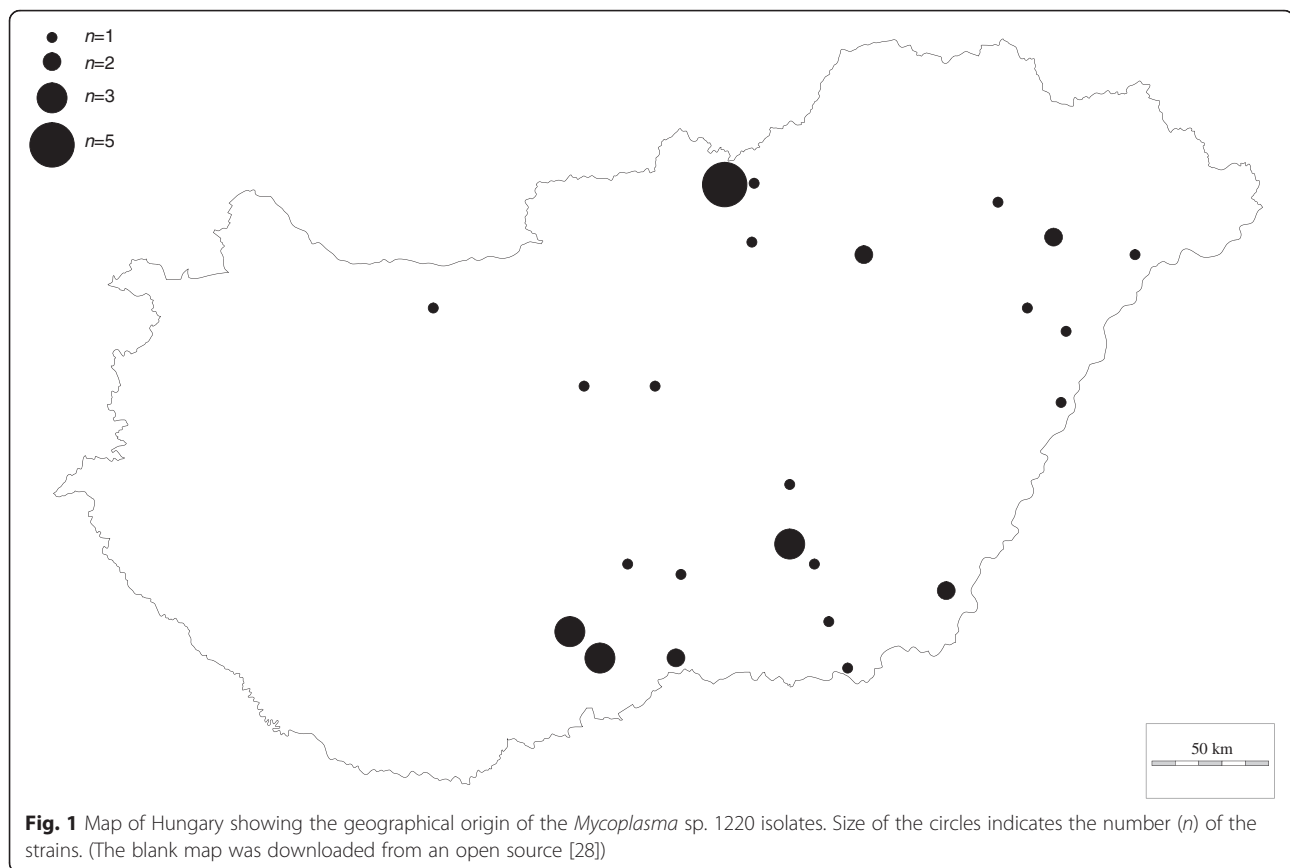 n=1
n=2
n=3
n=5
50 km
Fig. 1 Map of Hungary showing the geographical origin of the Mycoplasma sp. 1220 isolates. Size of the circles indicates the number (n) of the
strains. (The blank map was downloaded from an open source [28])